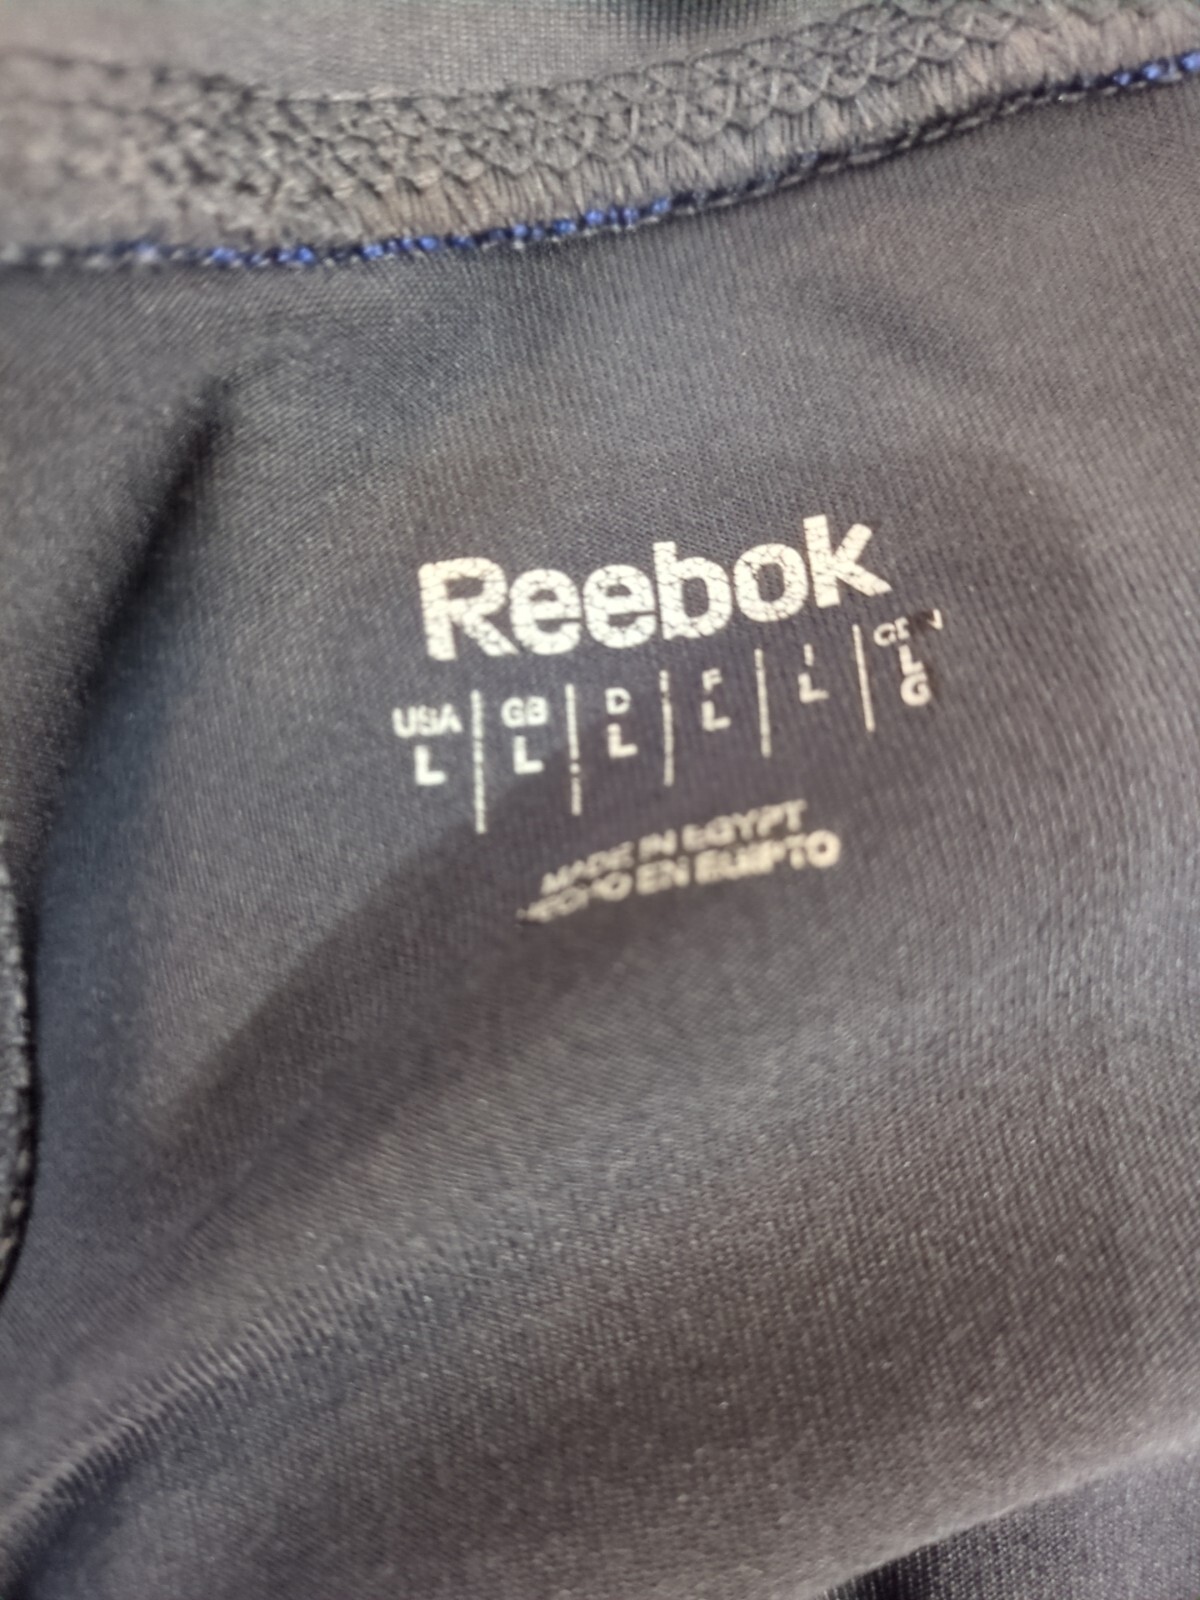 Reebok
USA GB D F I CDN
L L L L L L
G
MADE IN EGYPT
HECHO EN EGIPTO